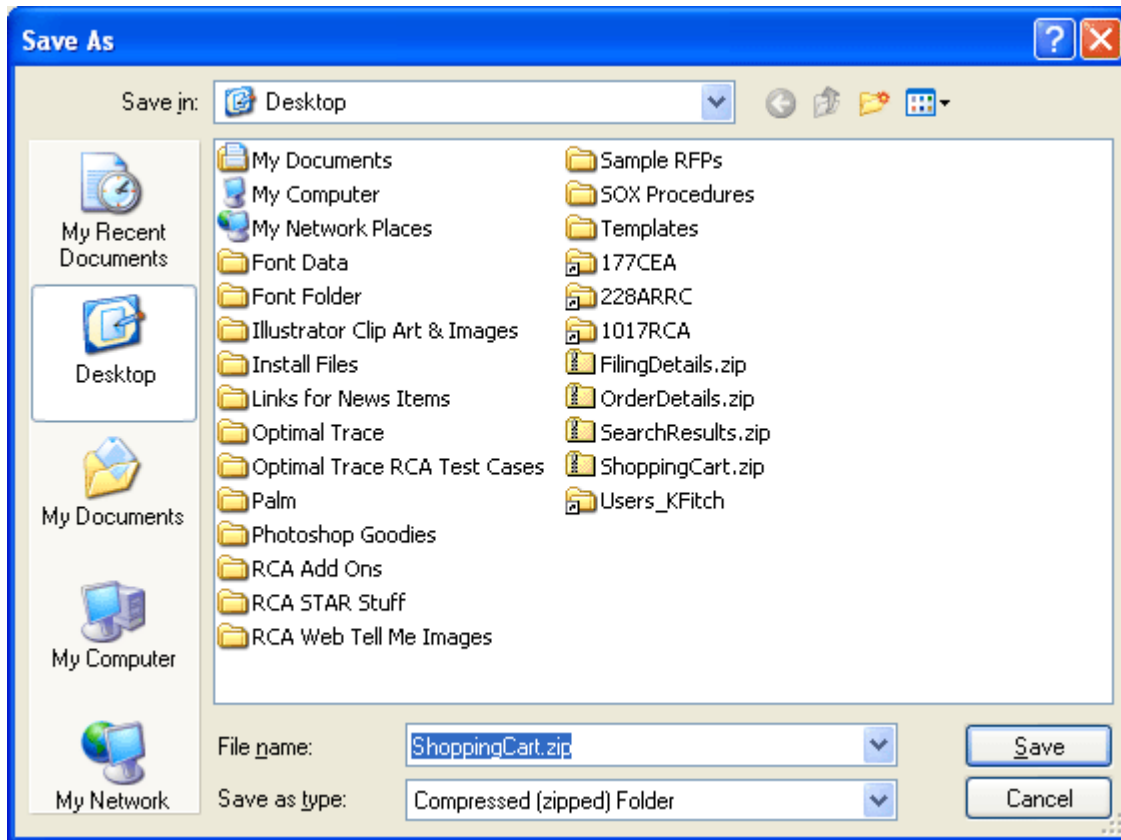 Save As
Save in:
Desktop
My Recent
Documents
Desktop
My Documents
My Computer
My Network
My Documents
My Computer
My Network Places
Font Data
Font Folder
Illustrator Clip Art & Images
Install Files
Links for News Items
Optimal Trace
Optimal Trace RCA Test Cases
Palm
Photoshop Goodies
RCA Add Ons
RCA STAR Stuff
RCA Web Tell Me Images
Sample RFPs
SOX Procedures
Templates
177CEA
228ARRC
1017RCA
FilingDetails.zip
OrderDetails.zip
SearchResults.zip
ShoppingCart.zip
Users_KFitch
File name:
ShoppingCart.zip
Save
Save as type:
Compressed (zipped) Folder
Cancel